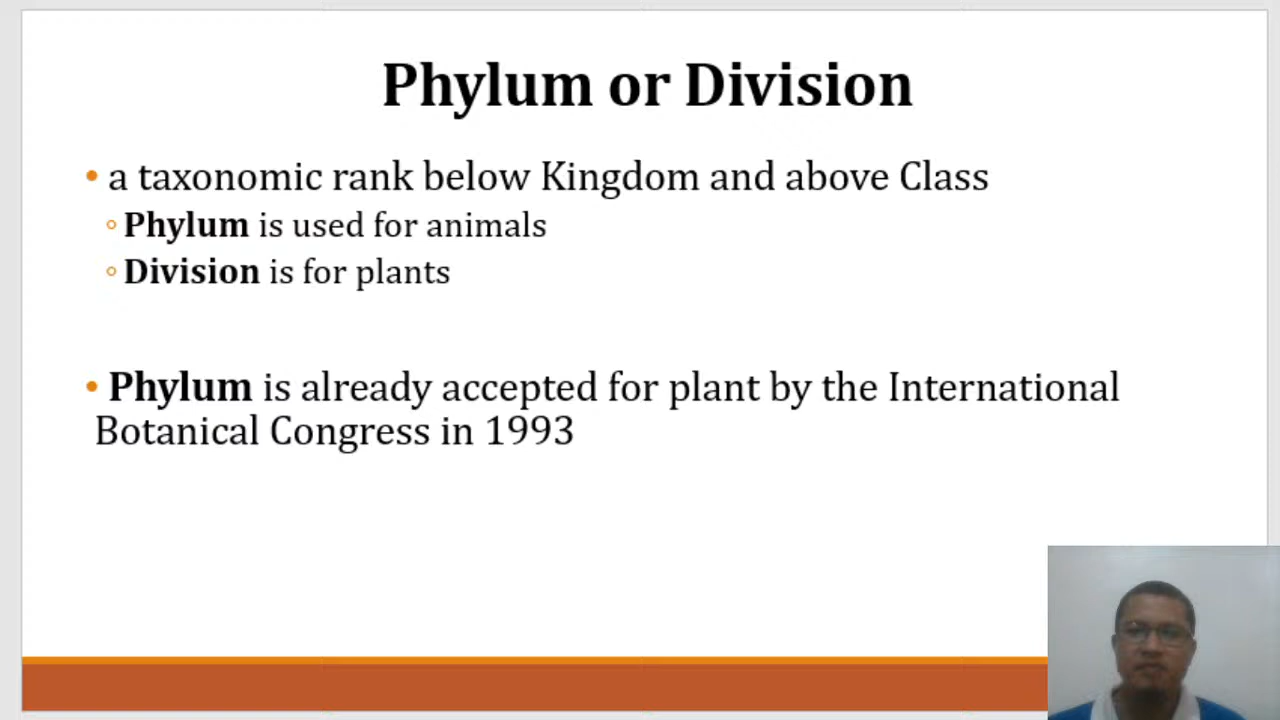 Phylum or Division
• a taxonomic rank below Kingdom and above Class
◦ Phylum is used for animals
◦ Division is for plants
• Phylum is already accepted for plant by the International
Botanical Congress in 1993